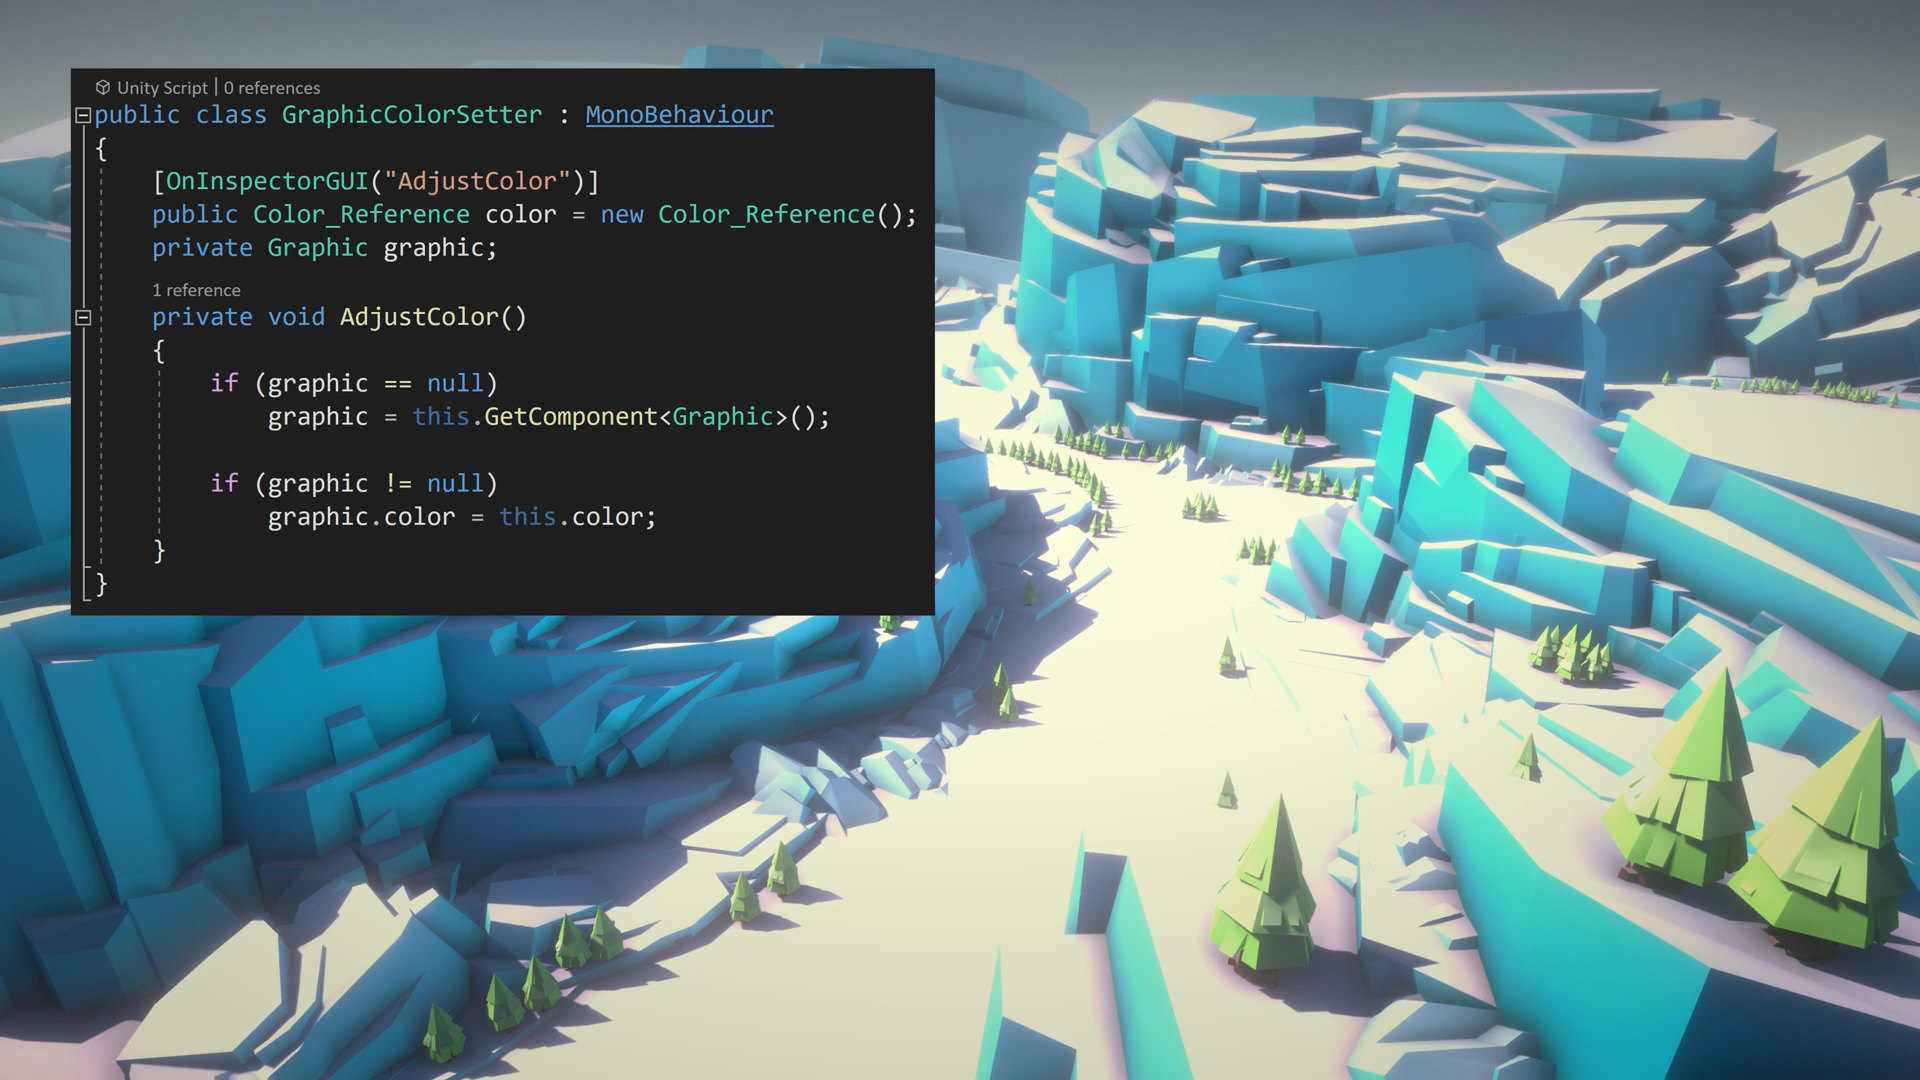 Unity Script | 0 references
public class GraphicColorSetter : MonoBehaviour
{
[OnInspectorGUI("AdjustColor")]
public Color_Reference color = new Color_Reference();
private Graphic graphic;
1 reference
private void AdjustColor()
{
if (graphic == null)
graphic = this.GetComponent<Graphic>();
if (graphic != null)
graphic.color = this.color;
}
}